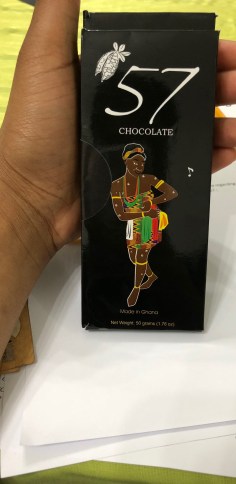 57
CHOCOLATE
Made in Ghana
Net Weight: 50 grams (1.76 oz)